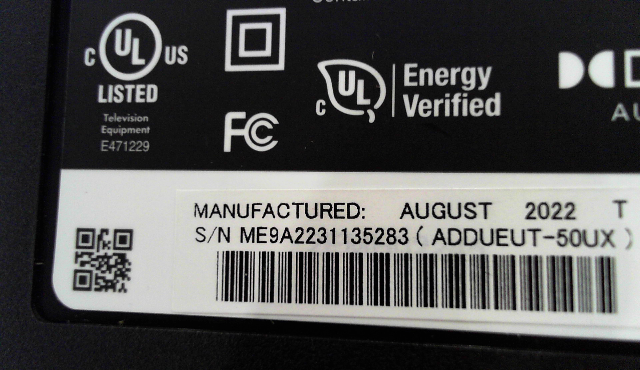 C UL US
LISTED
Television
Equipment
E471229
FC
C UL
Energy
Verified
MANUFACTURED: AUGUST 2022 T
S/N ME9A2231135283 ( ADDUEUT-50UX )